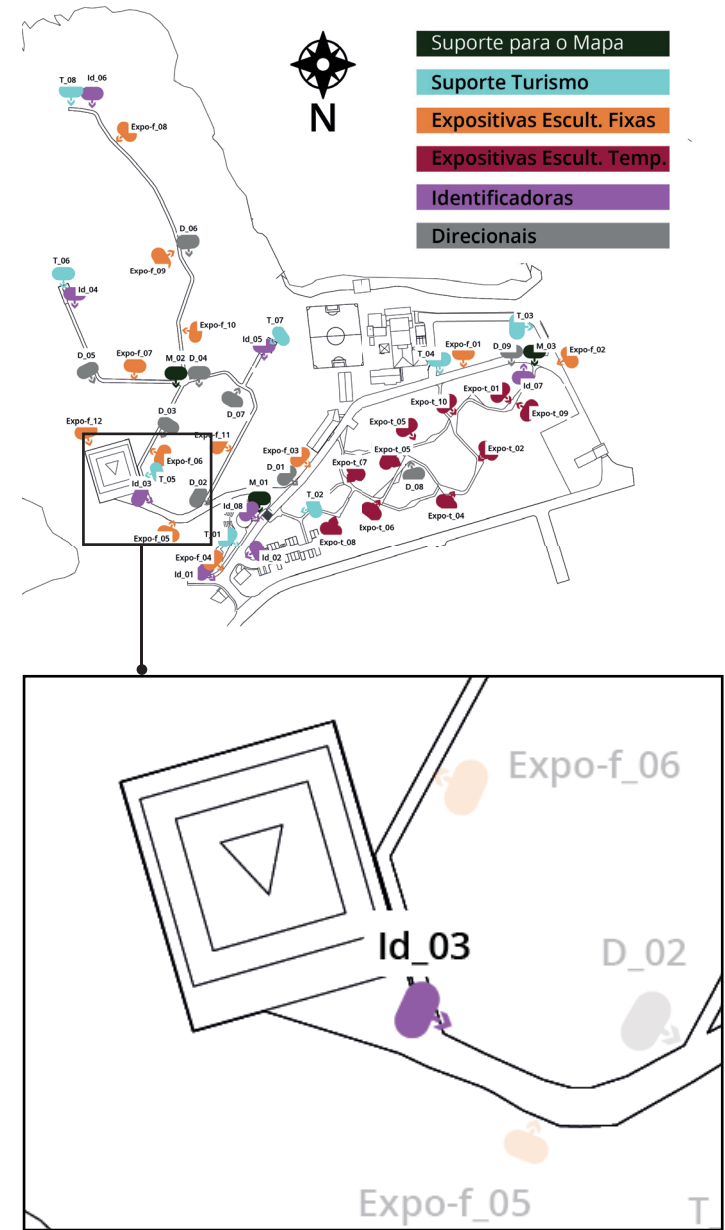 Suporte para o Mapa
Suporte Turismo
Expositivas Escult. Fixas
Expositivas Escult. Temp.
Identificadoras
Direcionais
N
T_08
Id_06
Expo-f_08
D_06
Expo-f_09
T_06
Id_04
Expo-f_10
T_07
Id_05
T_03
D_05
Expo-f_07
M_02
D_04
T_04
Expo-f_01
D_09
M_03
Expo-f_02
Id_07
D_07
Expo-t_10
Expo-t_01
Expo-t_09
Expo-f_12
D_03
Expo-f_11
Expo-t_05
Expo-f_03
Expo-t_05
Expo-t_02
Expo-f_06
D_01
Expo-t_07
D_08
T_05
Id_03
D_02
M_01
T_02
Id_08
Expo-t_04
Expo-t_06
Expo-f_05
T_01
Expo-t_08
Expo-f_04
Id_02
Id_01
Expo-f_06
Id_03
D_02
Expo-f_05
T